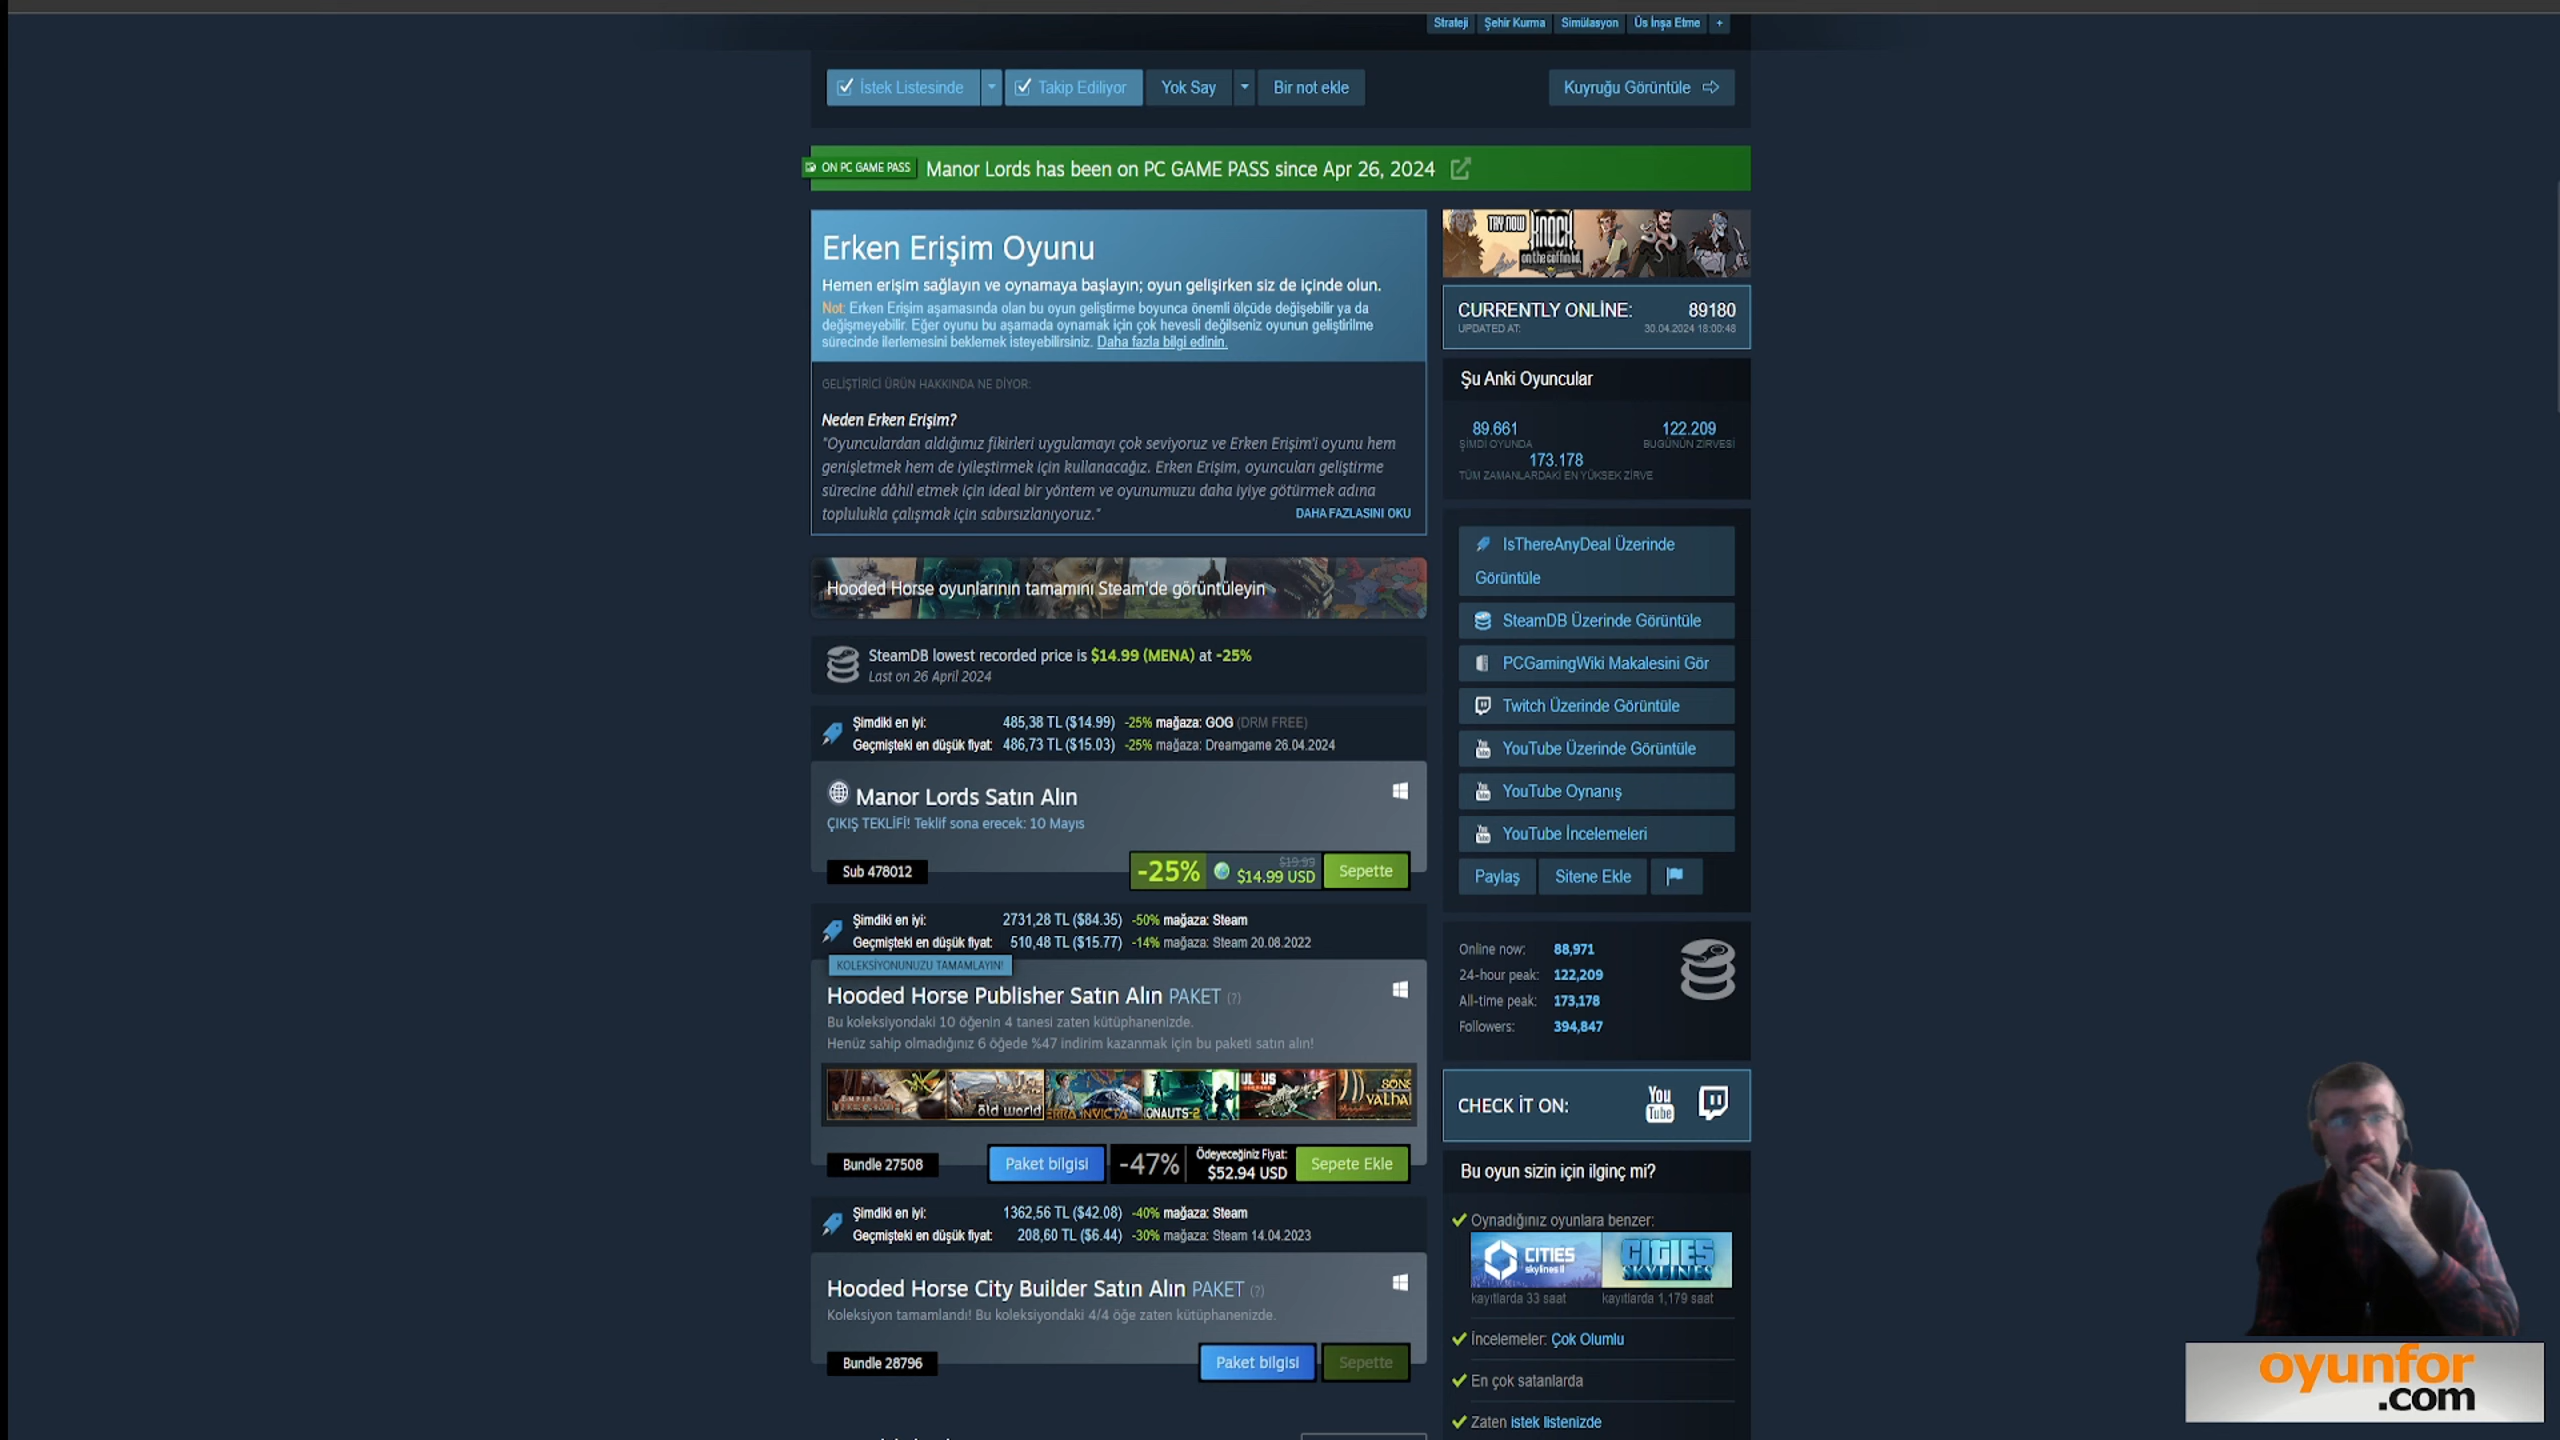 Strateji Şehir Kurma Simülasyon Üs İnşa Etme +
İstek Listesinde Takip Ediliyor Yok Say Bir not ekle Kuyruğu Görüntüle
ON PC GAME PASS Manor Lords has been on PC GAME PASS since Apr 26, 2024
Erken Erişim Oyunu
Hemen erişim sağlayın ve oynamaya başlayın; oyun gelişirken siz de içinde olun.
Not: Erken Erişim aşamasında olan bu oyun geliştirme boyunca önemli ölçüde değişebilir ya da
değişmeyebilir. Eğer oyunu bu aşamada oynamak için çok hevesli değilseniz oyunun geliştirilme
sürecinde ilerlemesini beklemek isteyebilirsiniz. Daha fazla bilgi edinin.
GELİŞTİRİCİ ÜRÜN HAKKINDA NE DİYOR:
Neden Erken Erişim?
"Oyunculardan aldığımız fikirleri uygulamayı çok seviyoruz ve Erken Erişim'i oyunu hem
genişletmek hem de iyileştirmek için kullanacağız. Erken Erişim, oyuncuları geliştirme
sürecine dâhil etmek için ideal bir yöntem ve oyunumuzu daha iyiye götürmek adına
toplulukla çalışmak için sabırsızlanıyoruz."
DAHA FAZLASINI OKU
Hooded Horse oyunlarının tamamını Steam'de görüntüleyin
SteamDB lowest recorded price is $14.99 (MENA) at -25%
Last on 26 April 2024
Şimdiki en iyi: 485,38 TL ($14.99) -25% mağaza: GOG (DRM FREE)
Geçmişteki en düşük fiyat: 486,73 TL ($15.03) -25% mağaza: Dreamgame 26.04.2024
Manor Lords Satın Alın
ÇIKIŞ TEKLİFİ! Teklif sona erecek: 10 Mayıs
Sub 478012
-25% $19.99 $14.99 USD Sepette
Şimdiki en iyi: 2731,28 TL ($84.35) -50% mağaza: Steam
Geçmişteki en düşük fiyat: 510,48 TL ($15.77) -14% mağaza: Steam 20.08.2022
KOLEKSİYONUNUZU TAMAMLAYIN!
Hooded Horse Publisher Satın Alın PAKET (?)
Bu koleksiyondaki 10 öğenin 4 tanesi zaten kütüphanenizde.
Henüz sahip olmadığınız 6 öğede %47 indirim kazanmak için bu paketi satın alın!
old world
ONAUTS-2
SONS
VALHA
Bundle 27508 Paket bilgisi -47% Ödeyeceğiniz Fiyat: $52.94 USD Sepete Ekle
Şimdiki en iyi: 1362,56 TL ($42.08) -40% mağaza: Steam
Geçmişteki en düşük fiyat: 208,60 TL ($6.44) -30% mağaza: Steam 14.04.2023
Hooded Horse City Builder Satın Alın PAKET (?)
Koleksiyon tamamlandı! Bu koleksiyondaki 4/4 öğe zaten kütüphanenizde.
Bundle 28796 Paket bilgisi Sepette
TRY NOW
KNOCK
on the coffin lid
CURRENTLY ONLİNE: 89180
UPDATED AT: 30.04.2024 18:00:48
Şu Anki Oyuncular
89.661 122.209
ŞİMDİ OYUNDA BUGÜNÜN ZİRVESİ
173.178
TÜM ZAMANLARDAKİ EN YÜKSEK ZİRVE
IsThereAnyDeal Üzerinde
Görüntüle
SteamDB Üzerinde Görüntüle
PCGamingWiki Makalesini Gör
Twitch Üzerinde Görüntüle
YouTube Üzerinde Görüntüle
YouTube Oynanış
YouTube İncelemeleri
Paylaş Sitene Ekle
Online now: 88,971
24-hour peak: 122,209
All-time peak: 173,178
Followers: 394,847
CHECK İT ON: You Tube
Bu oyun sizin için ilginç mi?
Oynadığınız oyunlara benzer:
CITIES skylines II CITIES SKYLINES
kayıtlarda 33 saat kayıtlarda 1,179 saat
İncelemeler: Çok Olumlu
En çok satanlarda
Zaten istek listenizde
oyunfor
.com